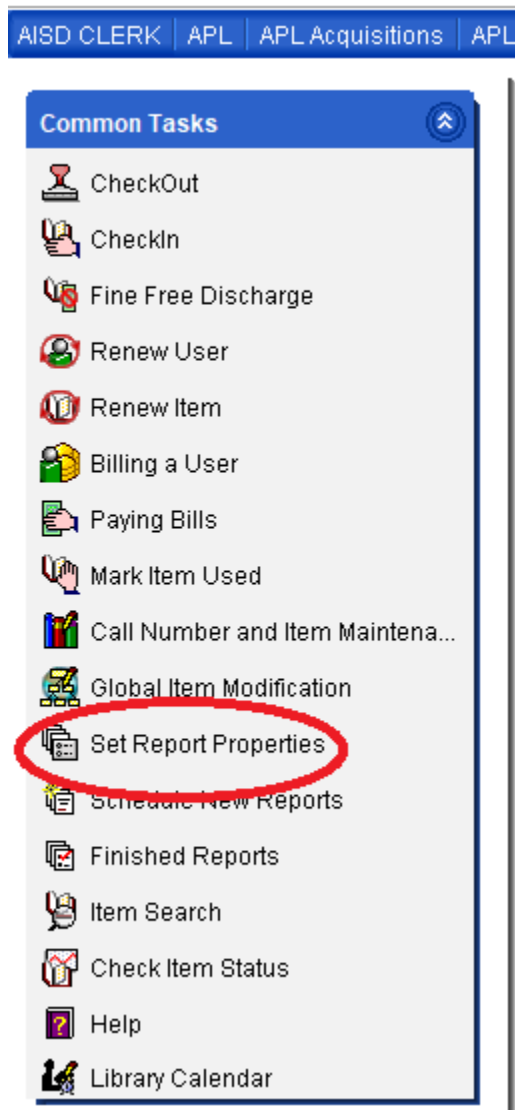 AISD CLERK APL APL Acquisitions APL
Common Tasks
CheckOut
CheckIn
Fine Free Discharge
Renew User
Renew Item
Billing a User
Paying Bills
Mark Item Used
Call Number and Item Maintena...
Global Item Modification
Set Report Properties
Schedule New Reports
Finished Reports
Item Search
Check Item Status
Help
Library Calendar